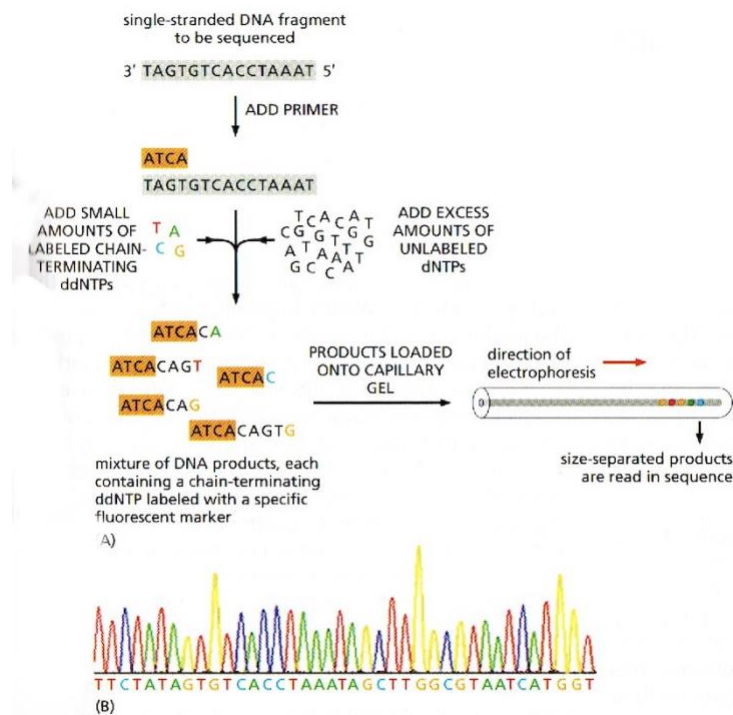 single-stranded DNA fragment
to be sequenced
3' TAGTGTCACCTAAAT 5'
ADD PRIMER
ATCA
TAGTGTCACCTAAAT
ADD SMALL
AMOUNTS OF
LABELED CHAIN-
TERMINATING
ddNTPs
T A
C G
ADD EXCESS
AMOUNTS OF
UNLABELED
dNTPs
ATCACA
ATCACAGT
ATCAC
ATCACAG
ATCACAGTG
PRODUCTS LOADED
ONTO CAPILLARY
GEL
direction of
electrophoresis
size-separated products
are read in sequence
mixture of DNA products, each
containing a chain-terminating
ddNTP labeled with a specific
fluorescent marker
A)
TTCTATAGTGTCACCTAAATAGCTTGGCGTAATCATGGT
(B)